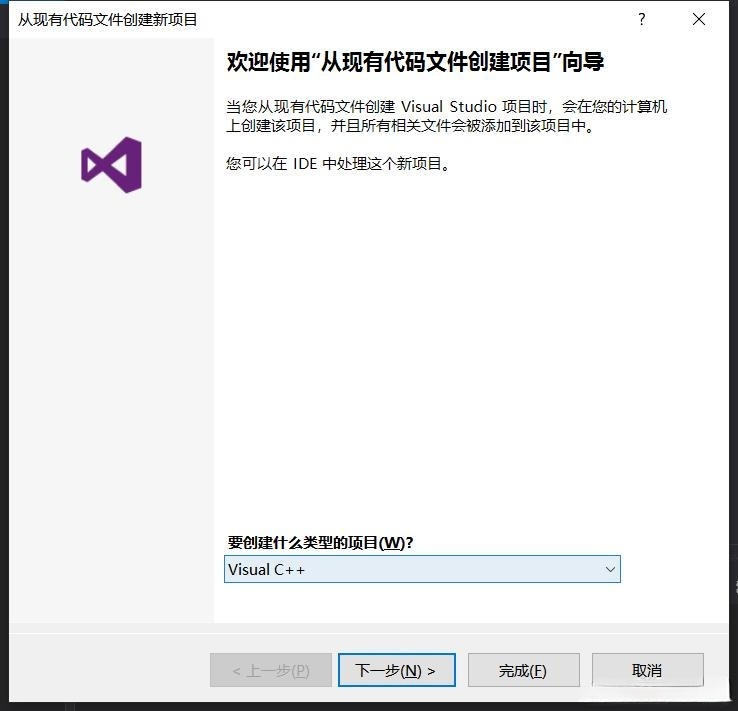 从现有代码文件创建新项目
?
欢迎使用“从现有代码文件创建项目”向导
当您从现有代码文件创建 Visual Studio 项目时，会在您的计算机
上创建该项目，并且所有相关文件会被添加到该项目中。
您可以在 IDE 中处理这个新项目。
要创建什么类型的项目(W)?
Visual C++
< 上一步(P)
下一步(N) >
完成(F)
取消